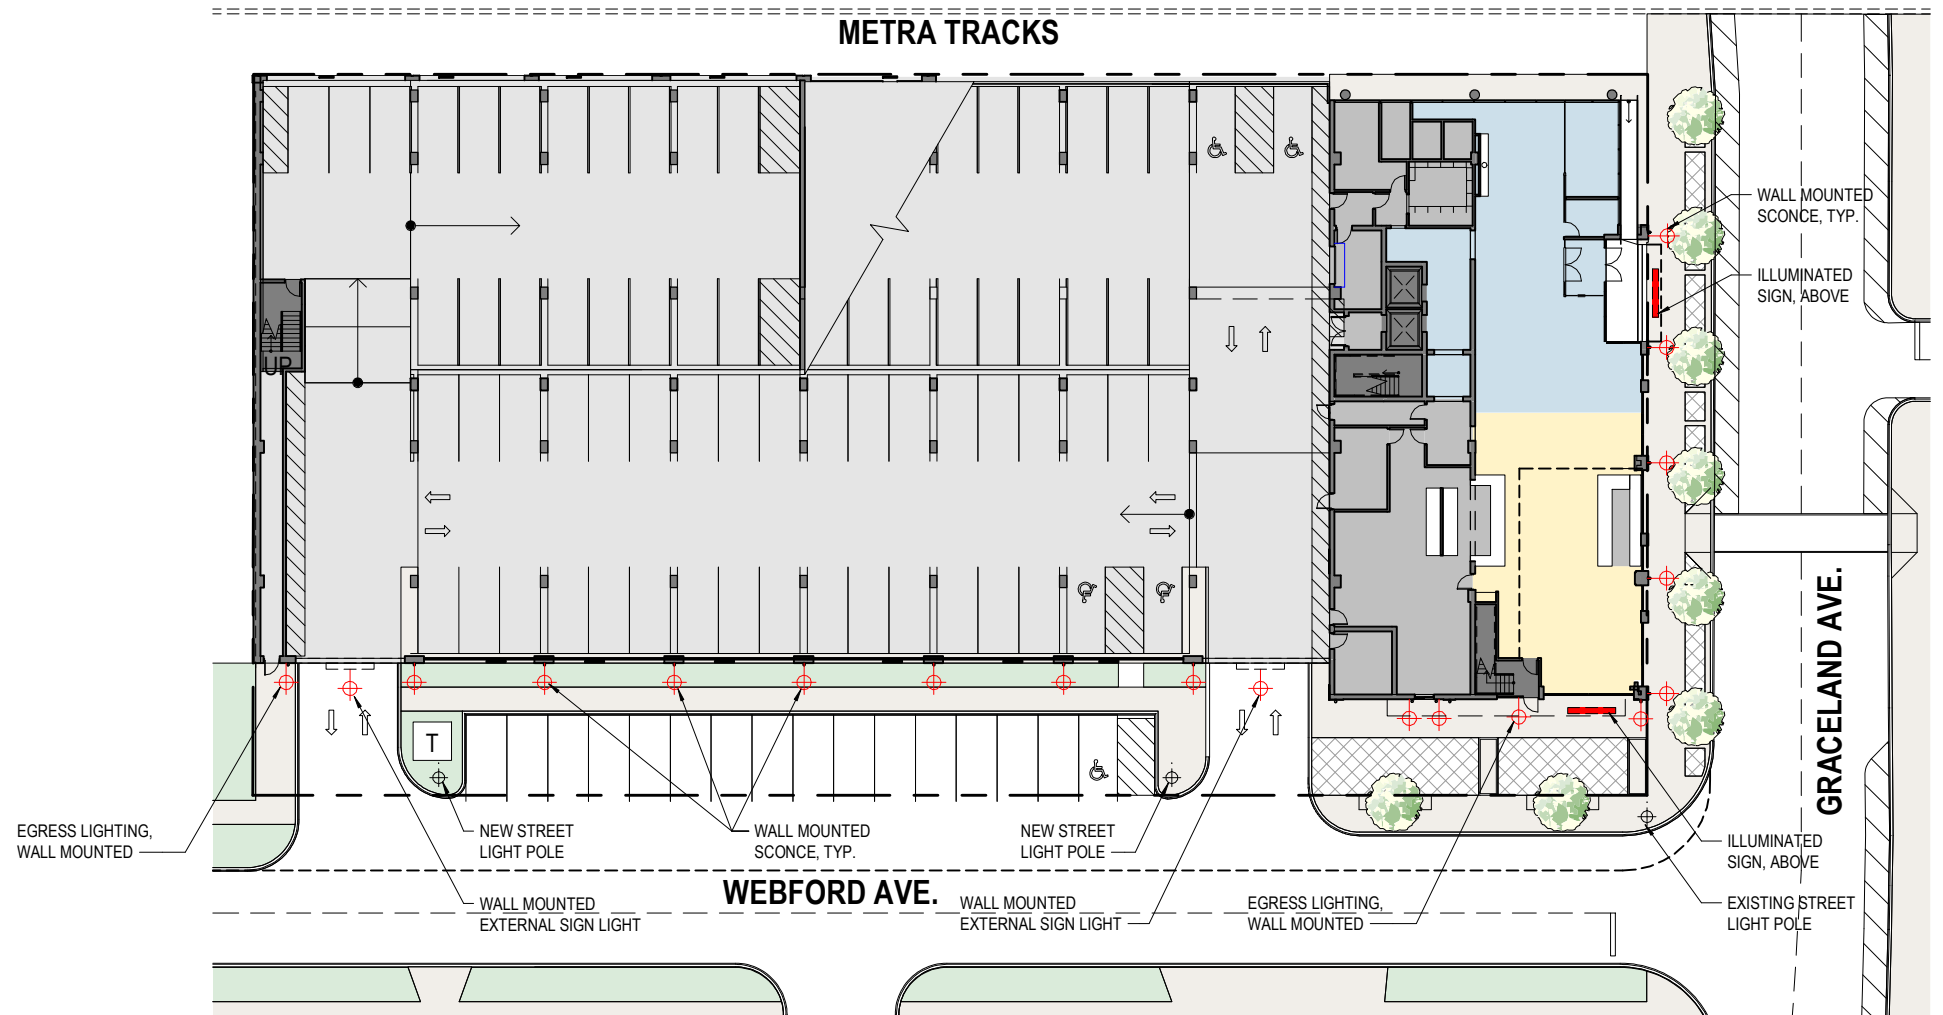 METRA TRACKS
WALL MOUNTED
SCONCE, TYP.
ILLUMINATED
SIGN, ABOVE
UP
GRACELAND AVE.
T
EGRESS LIGHTING,
WALL MOUNTED
NEW STREET
LIGHT POLE
WALL MOUNTED
SCONCE, TYP.
NEW STREET
LIGHT POLE
ILLUMINATED
SIGN, ABOVE
WEBFORD AVE.
WALL MOUNTED
EXTERNAL SIGN LIGHT
WALL MOUNTED
EXTERNAL SIGN LIGHT
EGRESS LIGHTING,
WALL MOUNTED
EXISTING STREET
LIGHT POLE